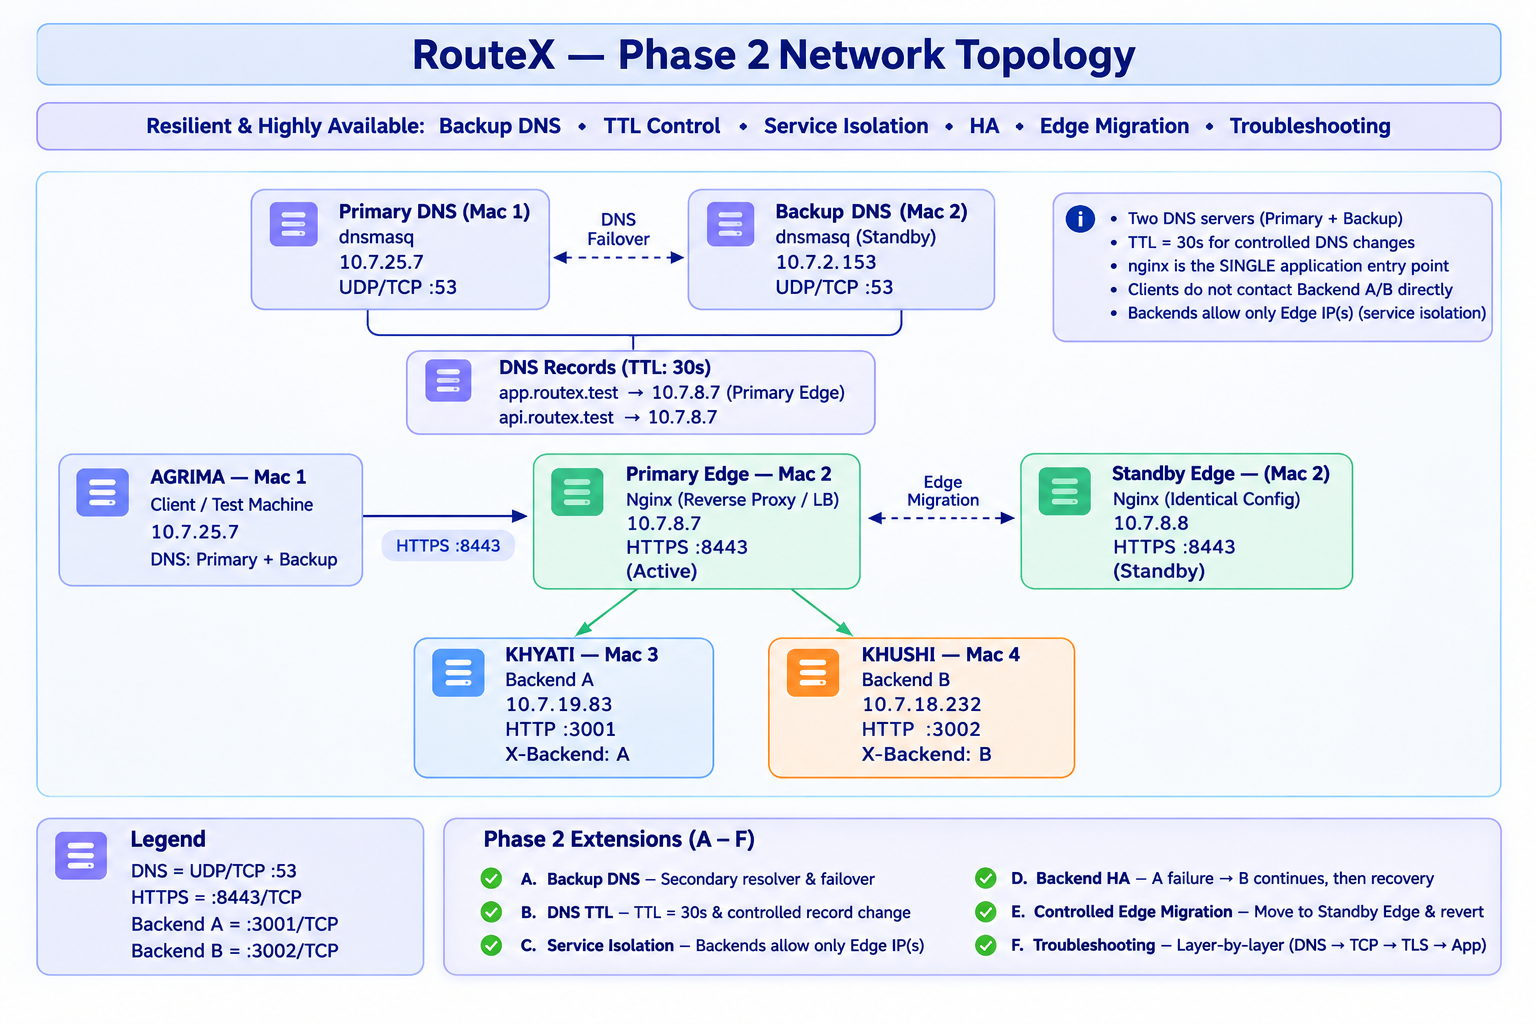 RouteX — Phase 2 Network Topology
Resilient & Highly Available: Backup DNS • TTL Control • Service Isolation • HA • Edge Migration • Troubleshooting
Primary DNS (Mac 1)
dnsmasq
10.7.25.7
UDP/TCP :53
DNS
Failover
Backup DNS (Mac 2)
dnsmasq (Standby)
10.7.2.153
UDP/TCP :53
i
• Two DNS servers (Primary + Backup)
• TTL = 30s for controlled DNS changes
• nginx is the SINGLE application entry point
• Clients do not contact Backend A/B directly
• Backends allow only Edge IP(s) (service isolation)
DNS Records (TTL: 30s)
app.routex.test → 10.7.8.7 (Primary Edge)
api.routex.test → 10.7.8.7
AGRIMA — Mac 1
Client / Test Machine
10.7.25.7
DNS: Primary + Backup
HTTPS :8443
Primary Edge — Mac 2
Nginx (Reverse Proxy / LB)
10.7.8.7
HTTPS :8443
(Active)
Edge
Migration
Standby Edge — (Mac 2)
Nginx (Identical Config)
10.7.8.8
HTTPS :8443
(Standby)
KHYATI — Mac 3
Backend A
10.7.19.83
HTTP :3001
X-Backend: A
KHUSHI — Mac 4
Backend B
10.7.18.232
HTTP :3002
X-Backend: B
Legend
DNS = UDP/TCP :53
HTTPS = :8443/TCP
Backend A = :3001/TCP
Backend B = :3002/TCP
Phase 2 Extensions (A – F)
A. Backup DNS – Secondary resolver & failover
B. DNS TTL – TTL = 30s & controlled record change
C. Service Isolation – Backends allow only Edge IP(s)
D. Backend HA – A failure → B continues, then recovery
E. Controlled Edge Migration – Move to Standby Edge & revert
F. Troubleshooting – Layer-by-layer (DNS → TCP → TLS → App)